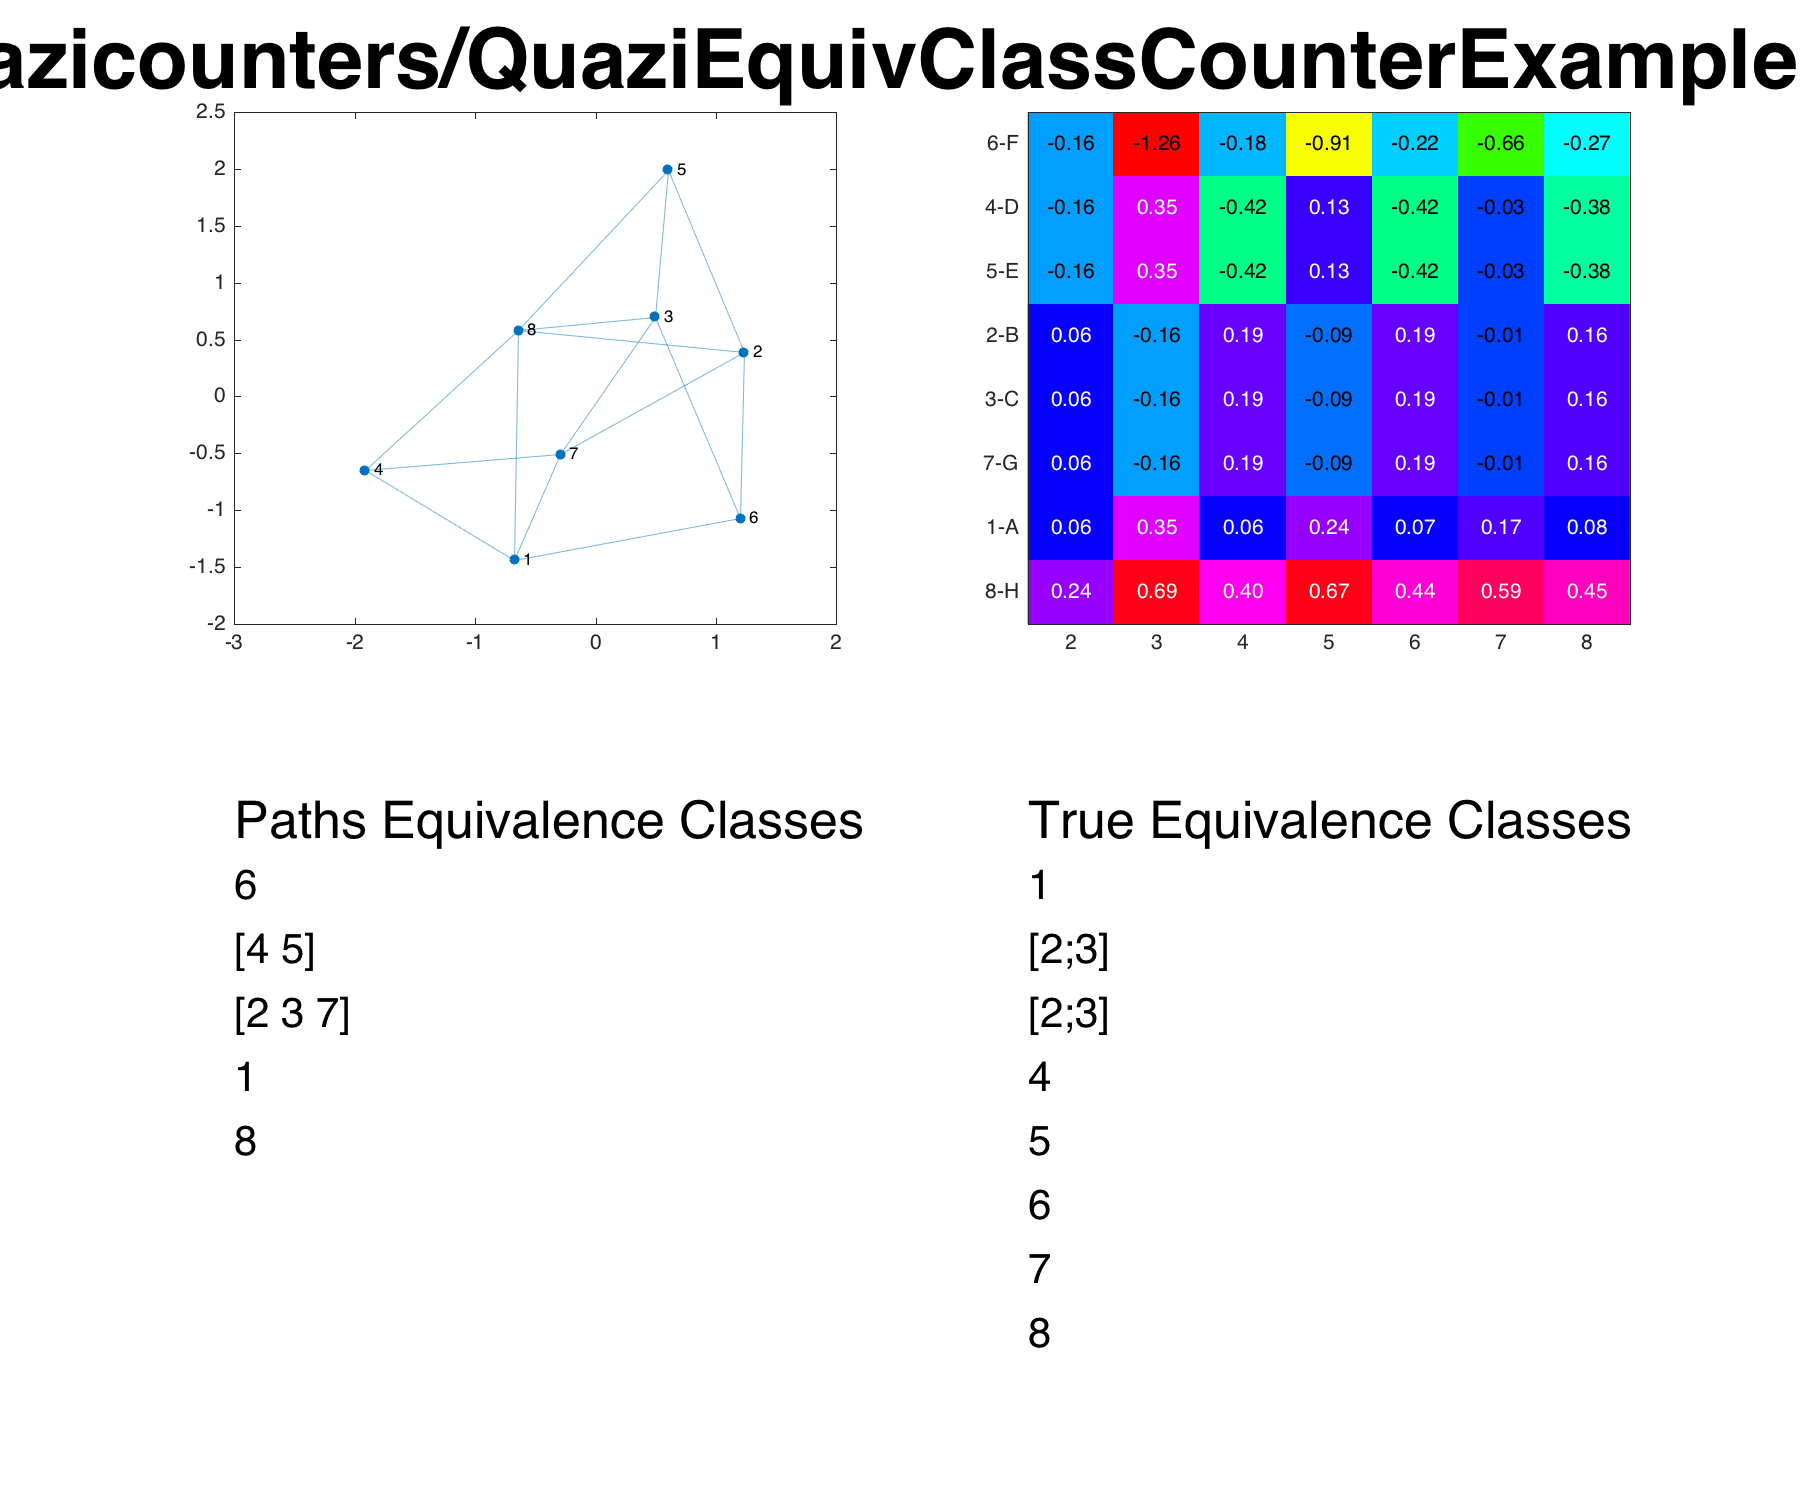 azicounters/QuaziEquivClassCounterExample
2.5
2
1.5
1
0.5
0
-0.5
-1
-1.5
-2
-3 -2 -1 0 1 2
5
3
8
2
7
4
6
1
6-F -0.16 -1.26 -0.18 -0.91 -0.22 -0.66 -0.27
4-D -0.16 0.35 -0.42 0.13 -0.42 -0.03 -0.38
5-E -0.16 0.35 -0.42 0.13 -0.42 -0.03 -0.38
2-B 0.06 -0.16 0.19 -0.09 0.19 -0.01 0.16
3-C 0.06 -0.16 0.19 -0.09 0.19 -0.01 0.16
7-G 0.06 -0.16 0.19 -0.09 0.19 -0.01 0.16
1-A 0.06 0.35 0.06 0.24 0.07 0.17 0.08
8-H 0.24 0.69 0.40 0.67 0.44 0.59 0.45
2 3 4 5 6 7 8
Paths Equivalence Classes
6
[4 5]
[2 3 7]
1
8
True Equivalence Classes
1
[2;3]
[2;3]
4
5
6
7
8